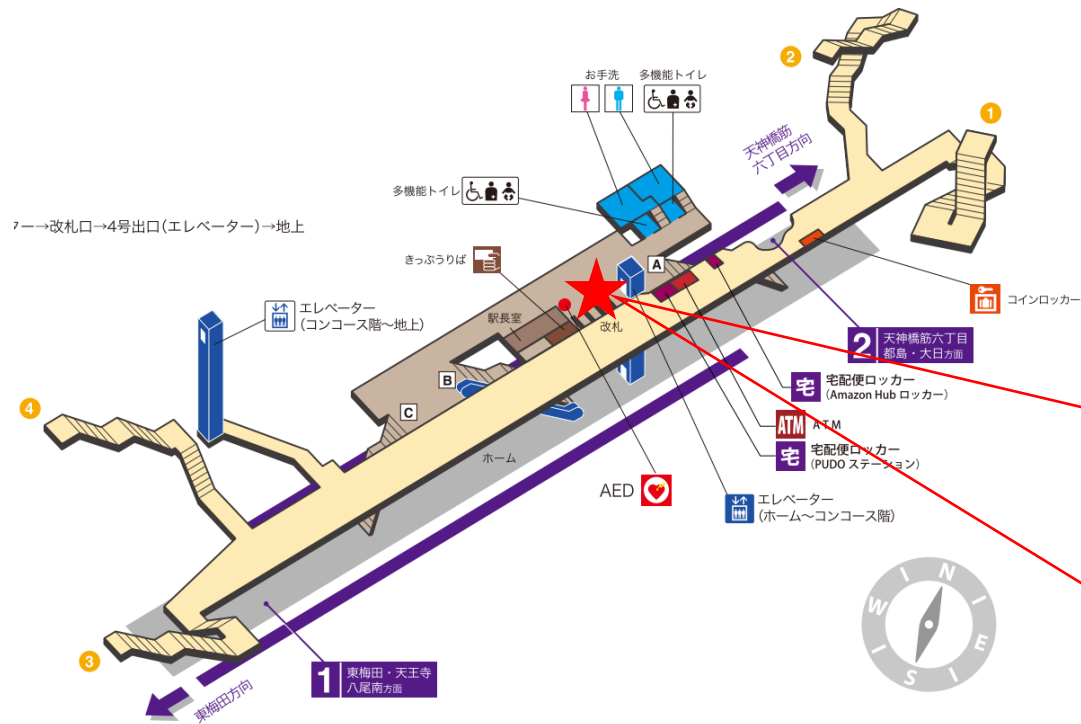 2
お手洗
多機能トイレ
1
天神橋筋
六丁目方向
多機能トイレ
ー→改札口→4号出口(エレベーター)→地上
きっぷうりば
A
コインロッカー
エレベーター
(コンコース階〜地上)
駅長室
改札
2
天神橋筋六丁目
都島・大日方面
B
宅
宅配便ロッカー
(Amazon Hub ロッカー)
4
C
ATM
ATM
宅
宅配便ロッカー
(PUDO ステーション)
ホーム
AED
エレベーター
(ホーム〜コンコース階)
N
W
E
S
3
1
東梅田・天王寺
八尾南方面
東梅田方向